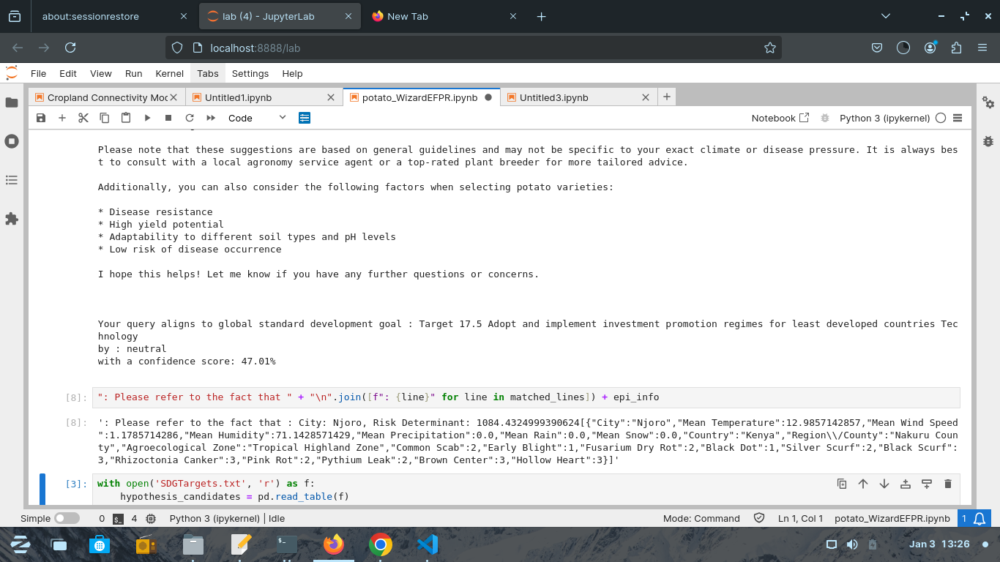 about:sessionrestore
lab (4) - JupyterLab
New Tab
localhost:8888/lab
File Edit View Run Kernel Tabs Settings Help
Cropland Connectivity Moc
Untitled1.ipynb
potato_WizardEFPR.ipynb
Untitled3.ipynb
Code
Notebook
Python 3 (ipykernel)
Please note that these suggestions are based on general guidelines and may not be specific to your exact climate or disease pressure. It is always bes
t to consult with a local agronomy service agent or a top-rated plant breeder for more tailored advice.
Additionally, you can also consider the following factors when selecting potato varieties:
* Disease resistance
* High yield potential
* Adaptability to different soil types and pH levels
* Low risk of disease occurrence
I hope this helps! Let me know if you have any further questions or concerns.
Your query aligns to global standard development goal : Target 17.5 Adopt and implement investment promotion regimes for least developed countries Tec
hnology
by : neutral
with a confidence score: 47.01%
[8]: ": Please refer to the fact that " + "\n".join([f": {line}" for line in matched_lines]) + epi_info
[8]: ': Please refer to the fact that : City: Njoro, Risk Determinant: 1084.4324999390624[{"City":"Njoro","Mean Temperature":12.9857142857,"Mean Wind Speed
":1.1785714286,"Mean Humidity":71.1428571429,"Mean Precipitation":0.0,"Mean Rain":0.0,"Mean Snow":0.0,"Country":"Kenya","Region\\/County":"Nakuru Coun
ty","Agroecological Zone":"Tropical Highland Zone","Common Scab":2,"Early Blight":1,"Fusarium Dry Rot":2,"Black Dot":1,"Silver Scurf":2,"Black Scurf":
3,"Rhizoctonia Canker":3,"Pink Rot":2,"Pythium Leak":2,"Brown Center":3,"Hollow Heart":3}]'
[3]: with open('SDGTargets.txt', 'r') as f:
hypothesis_candidates = pd.read_table(f)
Simple 0 4 Python 3 (ipykernel) | Idle Mode: Command Ln 1, Col 1 potato_WizardEFPR.ipynb 1
Jan 3 13:26